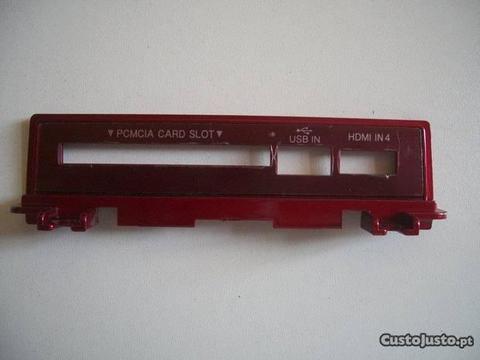 ▼ PCMCIA CARD SLOT ▼
USB IN
HDMI IN 4
CustoJusto.pt